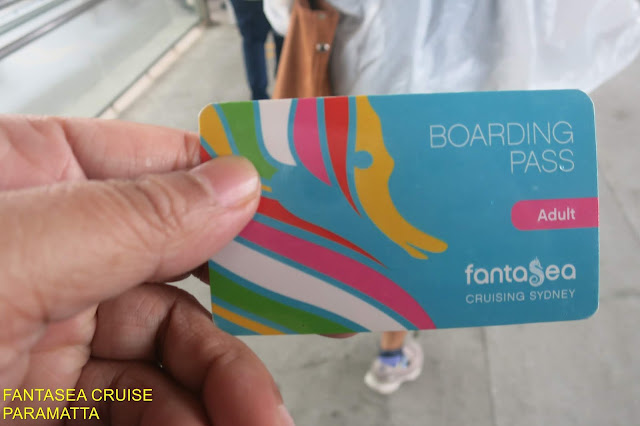 BOARDING
PASS
Adult
fantaSea
CRUISING SYDNEY
FANTASEA CRUISE
PARAMATTA